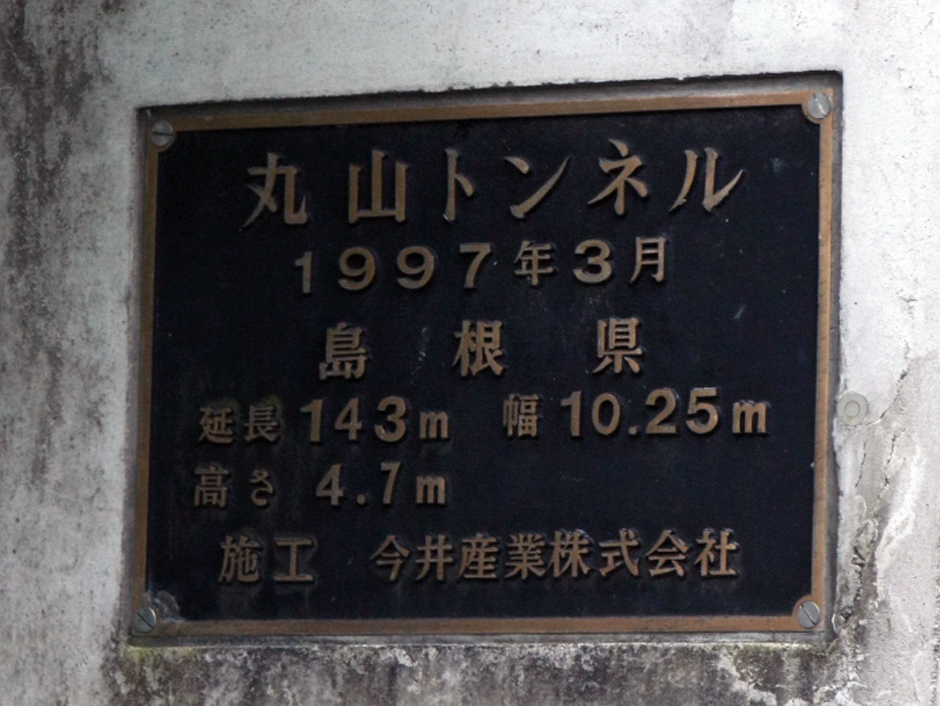 丸山トンネル
1997年3月
島根県
延長 143m 幅 10.25m
高さ 4.7m
施工 今井産業株式会社